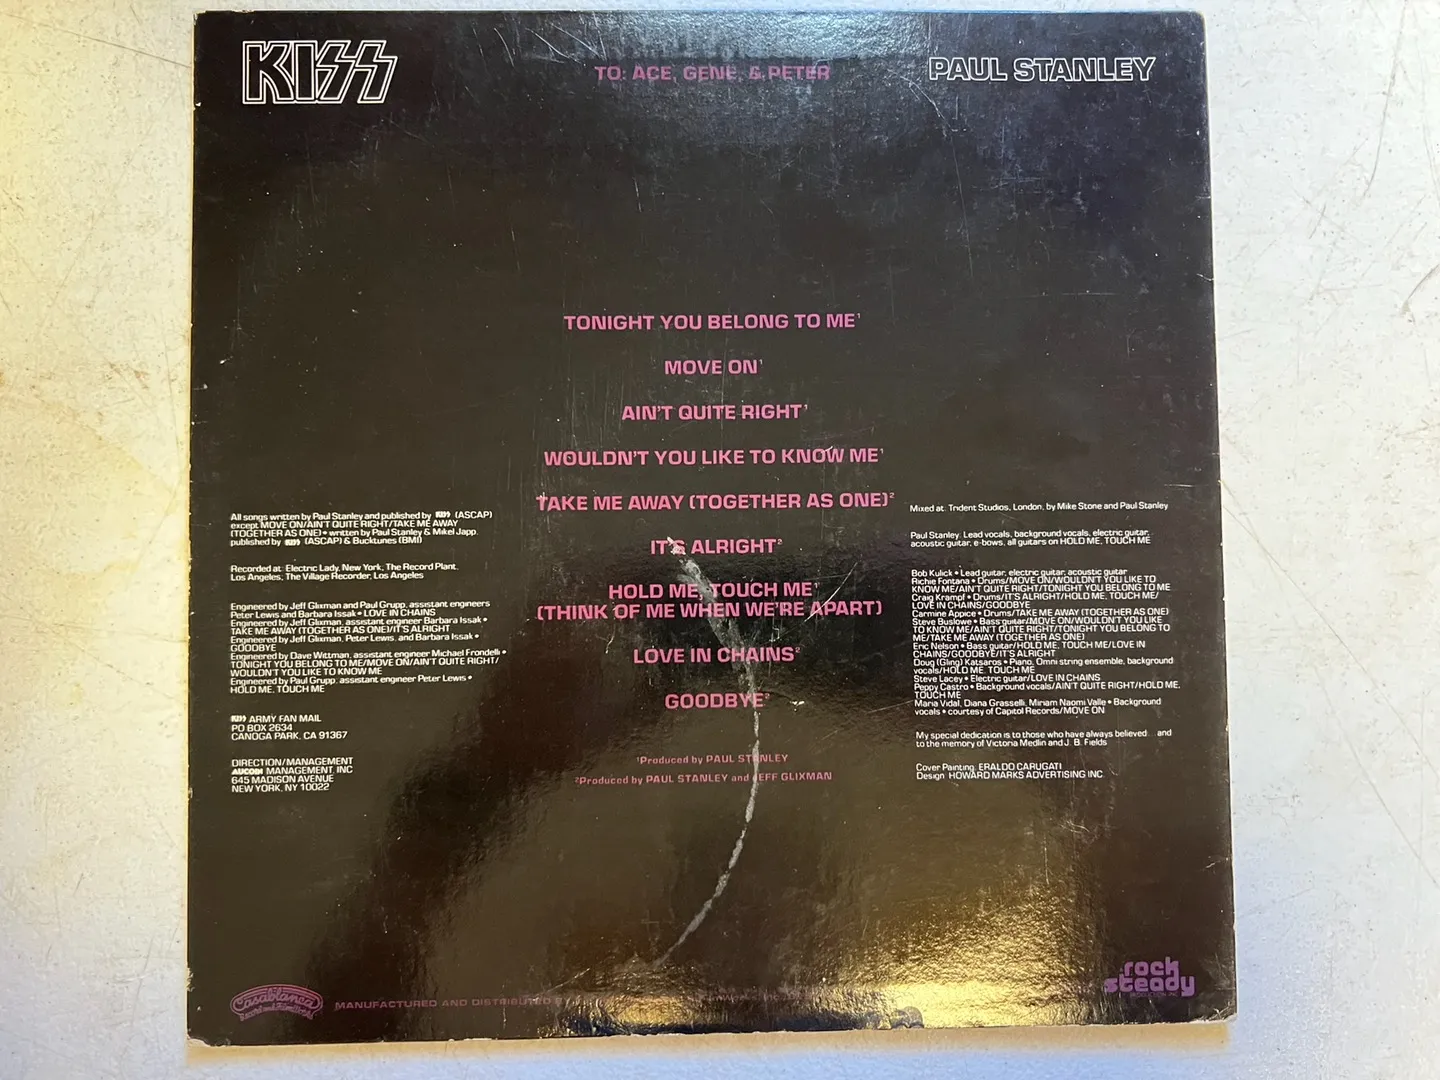 KISS
TO: ACE, GENE, & PETER
PAUL STANLEY
TONIGHT YOU BELONG TO ME¹
MOVE ON¹
AIN'T QUITE RIGHT¹
WOULDN'T YOU LIKE TO KNOW ME¹
TAKE ME AWAY (TOGETHER AS ONE)²
IT'S ALRIGHT²
HOLD ME, TOUCH ME¹
(THINK OF ME WHEN WE'RE APART)
LOVE IN CHAINS²
GOODBYE²
¹Produced by PAUL STANLEY
²Produced by PAUL STANLEY and JEFF GLIXMAN
All songs written by Paul Stanley and published by KISS (ASCAP)
except MOVE ON/AIN'T QUITE RIGHT/TAKE ME AWAY
(TOGETHER AS ONE) • written by Paul Stanley & Mikel Japp.
published by KISS (ASCAP) & Bucktunes (BMI)
Recorded at: Electric Lady, New York, The Record Plant,
Los Angeles, The Village Recorder, Los Angeles
Engineered by Jeff Glixman and Paul Grupp, assistant engineers
Peter Lewis and Barbara Issak • LOVE IN CHAINS
Engineered by Jeff Glixman, assistant engineer Barbara Issak •
TAKE ME AWAY (TOGETHER AS ONE)/IT'S ALRIGHT
Engineered by Jeff Glixman, Peter Lewis, and Barbara Issak •
GOODBYE
Engineered by Dave Wittman, assistant engineer Michael Frondelli •
TONIGHT YOU BELONG TO ME/MOVE ON/AIN'T QUITE RIGHT/
WOULDN'T YOU LIKE TO KNOW ME
Engineered by Paul Grupp, assistant engineer Peter Lewis •
HOLD ME, TOUCH ME
KISS ARMY FAN MAIL
PO BOX 2634
CANOGA PARK, CA 91367
DIRECTION/MANAGEMENT
AUCOIN MANAGEMENT, INC
645 MADISON AVENUE
NEW YORK, NY 10022
Mixed at: Trident Studios, London, by Mike Stone and Paul Stanley
Paul Stanley: Lead vocals, background vocals, electric guitar,
acoustic guitar, e-bows, all guitars on HOLD ME, TOUCH ME
Bob Kulick • Lead guitar, electric guitar, acoustic guitar
Richie Fontana • Drums/MOVE ON/WOULDN'T YOU LIKE TO
KNOW ME/AIN'T QUITE RIGHT/TONIGHT YOU BELONG TO ME
Craig Krampf • Drums/IT'S ALRIGHT/HOLD ME, TOUCH ME/
LOVE IN CHAINS/GOODBYE
Carmine Appice • Drums/TAKE ME AWAY (TOGETHER AS ONE)
Steve Buslowe • Bass guitar/MOVE ON/WOULDN'T YOU LIKE
TO KNOW ME/AIN'T QUITE RIGHT/TONIGHT YOU BELONG TO
ME/TAKE ME AWAY (TOGETHER AS ONE)
Eric Nelson • Bass guitar/HOLD ME, TOUCH ME/LOVE IN
CHAINS/GOODBYE/IT'S ALRIGHT
Doug (Gling) Katsaros • Piano, Omni string ensemble, background
vocals/HOLD ME, TOUCH ME
Steve Lacey • Electric guitar/LOVE IN CHAINS
Peppy Castro • Background vocals/AIN'T QUITE RIGHT/HOLD ME,
TOUCH ME
Maria Vidal, Diana Grasselli, Miriam Naomi Valle • Background
vocals • courtesy of Capitol Records/MOVE ON
My special dedication is to those who have always believed... and
to the memory of Victoria Medlin and J. B. Fields
Cover Painting: ERALDO CARUGATI
Design: HOWARD MARKS ADVERTISING INC
Casablanca
Record and FilmWorks
MANUFACTURED AND DISTRIBUTED BY
rock
steady
PRODUCTION, INC